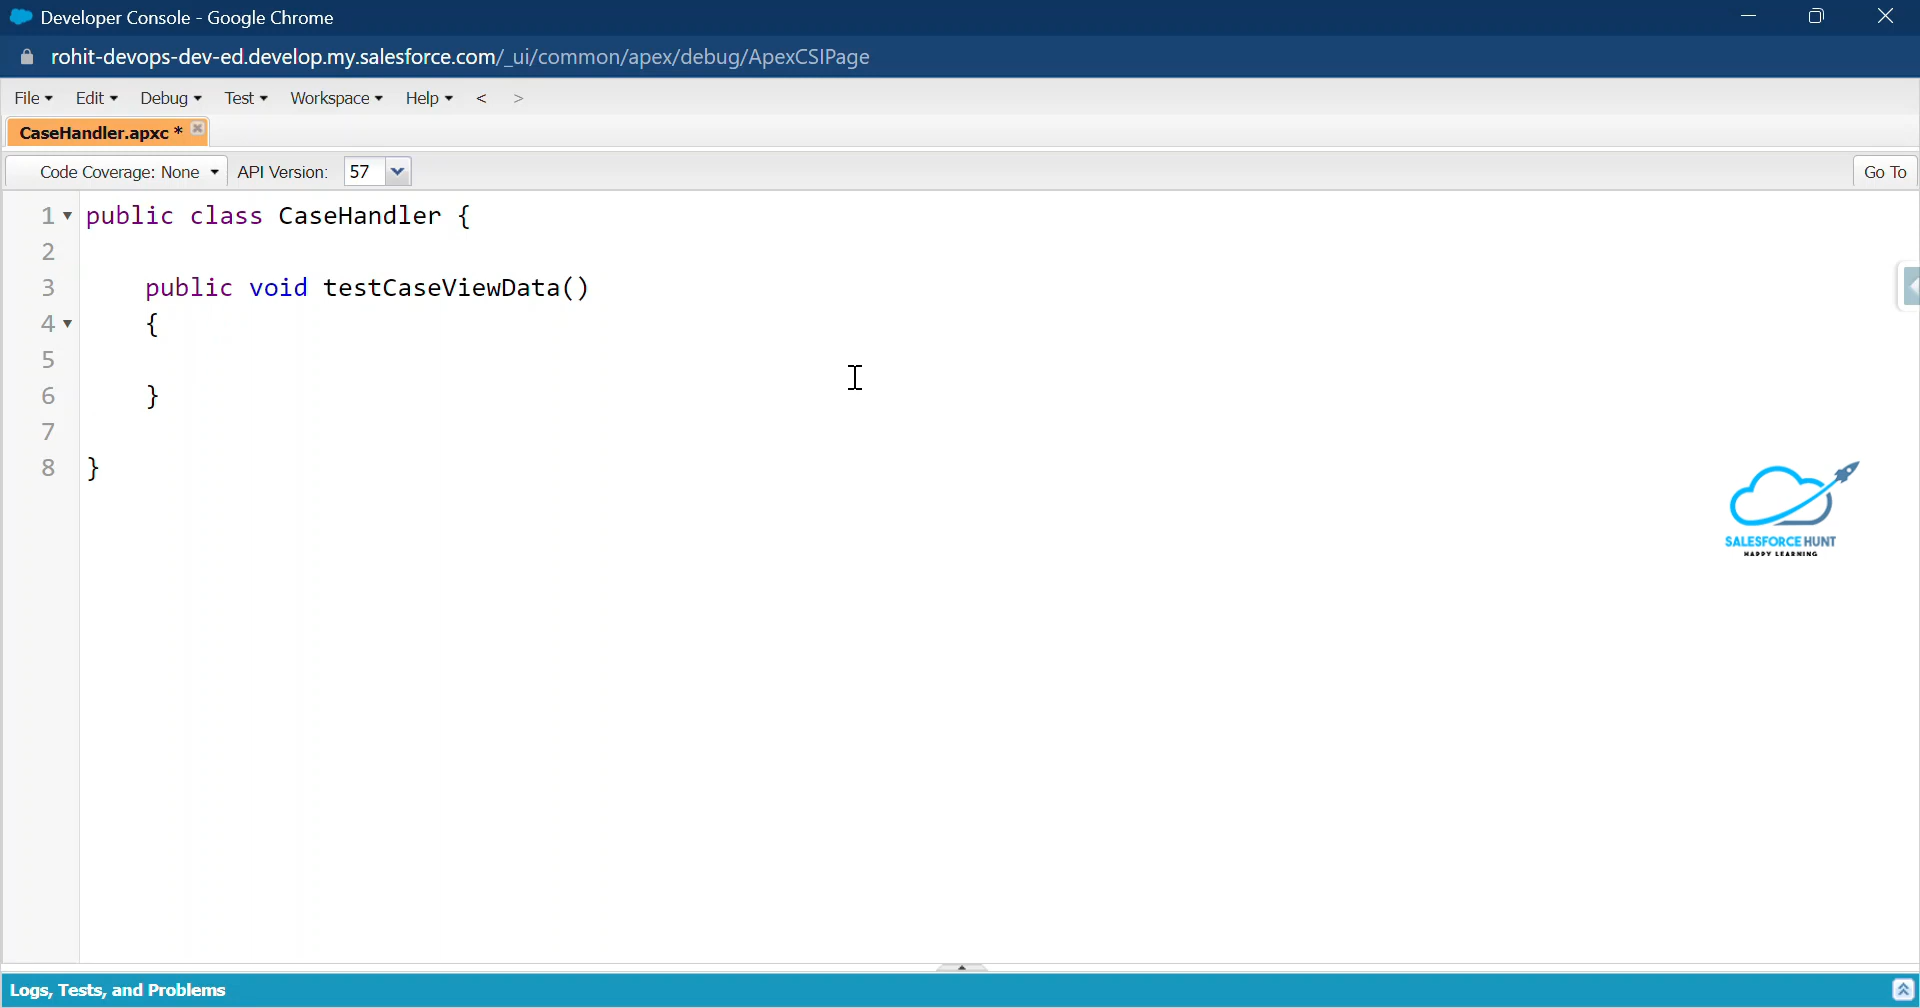 Developer Console - Google Chrome
rohit-devops-dev-ed.develop.my.salesforce.com/_ui/common/apex/debug/ApexCSIPage
File Edit Debug Test Workspace Help < >
CaseHandler.apxc *
Code Coverage: None API Version: 57 Go To
1 public class CaseHandler {
2
3 public void testCaseViewData()
4 {
5
6 }
7
8 }
SALESFORCE HUNT
HAPPY LEARNING
Logs, Tests, and Problems